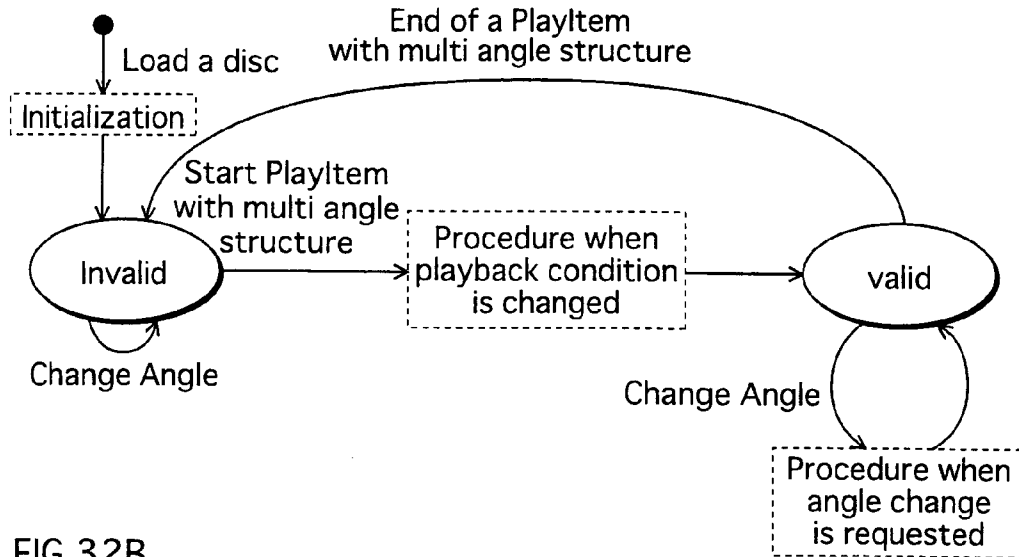 End of a PlayItem
with multi angle structure
Load a disc
Initialization
Start PlayItem
with multi angle
structure
Procedure when
playback condition
is changed
Invalid
valid
Change Angle
Change Angle
Procedure when
angle change
is requested
FIG. 32B